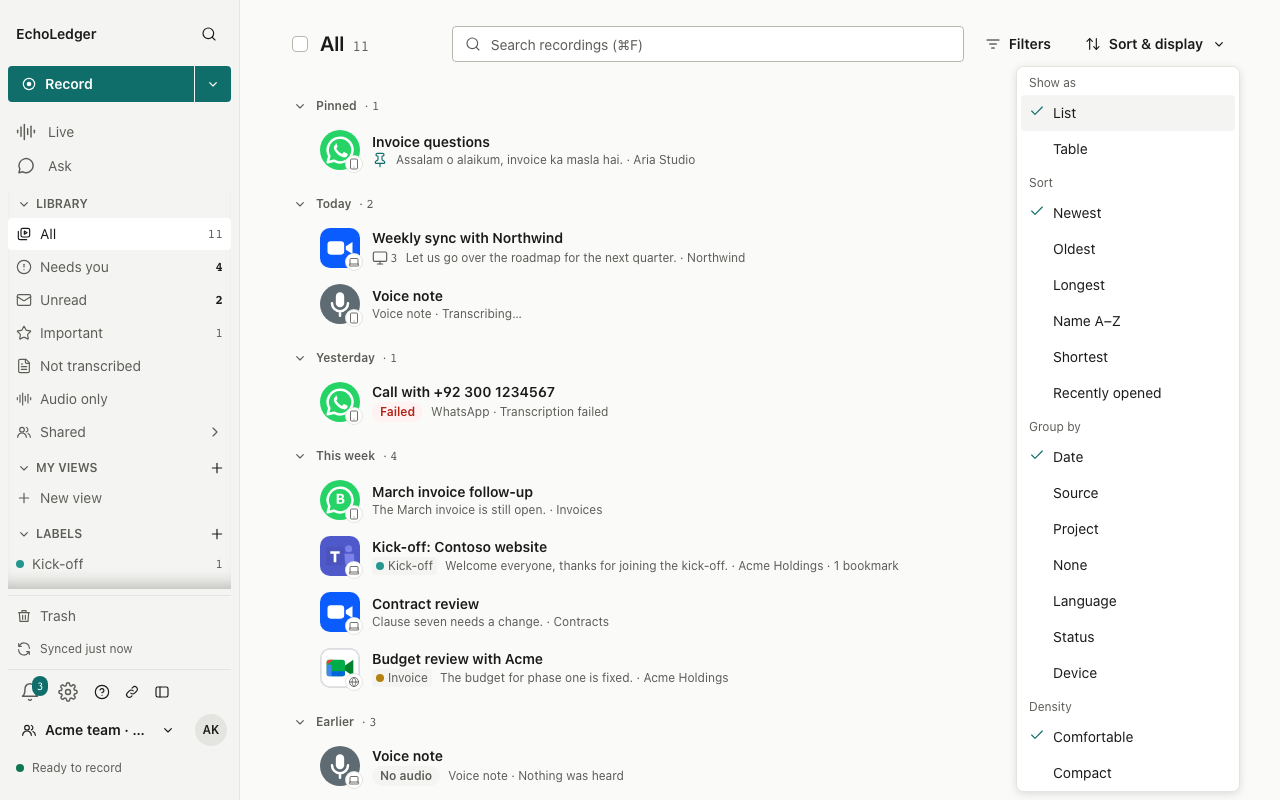 EchoLedger
Record
Live
Ask
LIBRARY
All 11
Needs you 4
Unread 2
Important 1
Not transcribed
Audio only
Shared
MY VIEWS
New view
LABELS
Kick-off 1
Trash
Synced just now
3
Acme team · ... AK
Ready to record
All 11
Search recordings (⌘F)
Filters
Sort & display
Pinned · 1
Invoice questions
Assalam o alaikum, invoice ka masla hai. · Aria Studio
Today · 2
Weekly sync with Northwind
3 Let us go over the roadmap for the next quarter. · Northwind
Voice note
Voice note · Transcribing...
Yesterday · 1
Call with +92 300 1234567
Failed WhatsApp · Transcription failed
This week · 4
B
March invoice follow-up
The March invoice is still open. · Invoices
T
Kick-off: Contoso website
Kick-off Welcome everyone, thanks for joining the kick-off. · Acme Holdings · 1 bookmark
Contract review
Clause seven needs a change. · Contracts
Budget review with Acme
Invoice The budget for phase one is fixed. · Acme Holdings
Earlier · 3
Voice note
No audio Voice note · Nothing was heard
Show as
List
Table
Sort
Newest
Oldest
Longest
Name A–Z
Shortest
Recently opened
Group by
Date
Source
Project
None
Language
Status
Device
Density
Comfortable
Compact